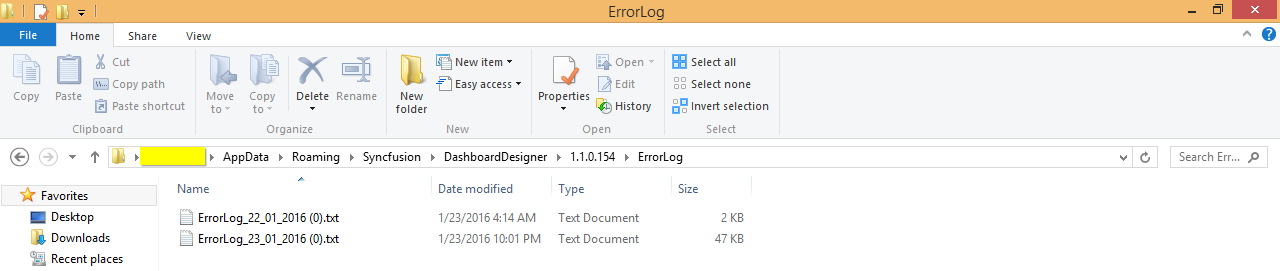 ErrorLog
File Home Share View
Copy
Paste
Cut
Copy path
Paste shortcut
Clipboard
Move to
Copy to
Delete
Rename
Organize
New folder
New item
Easy access
New
Properties
Open
Edit
History
Open
Select all
Select none
Invert selection
Select
AppData Roaming Syncfusion DashboardDesigner 1.1.0.154 ErrorLog
Search Err...
Favorites
Desktop
Downloads
Recent places
Name Date modified Type Size
ErrorLog_22_01_2016 (0).txt 1/23/2016 4:14 AM Text Document 2 KB
ErrorLog_23_01_2016 (0).txt 1/23/2016 10:01 PM Text Document 47 KB